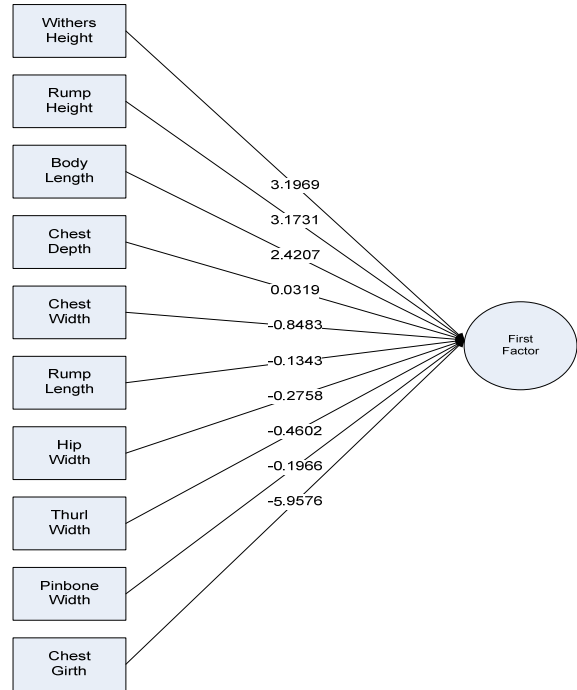 Withers
Height
Rump
Height
Body
Length
Chest
Depth
Chest
Width
Rump
Length
Hip
Width
Thurl
Width
Pinbone
Width
Chest
Girth
3.1969
3.1731
2.4207
0.0319
-0.8483
-0.1343
-0.2758
-0.4602
-0.1966
-5.9576
First
Factor